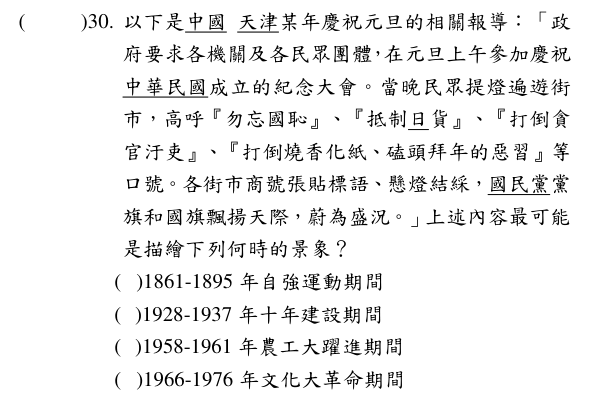 (　　)30. 以下是中國 天津某年慶祝元旦的相關報導：「政
府要求各機關及各民眾團體，在元旦上午參加慶祝
中華民國成立的紀念大會。當晚民眾提燈遍遊街
市，高呼『勿忘國恥』、『抵制日貨』、『打倒貪
官汙吏』、『打倒燒香化紙、磕頭拜年的惡習』等
口號。各街市商號張貼標語、懸燈結綵，國民黨黨
旗和國旗飄揚天際，蔚為盛況。」上述內容最可能
是描繪下列何時的景象？
( )1861-1895 年自強運動期間
( )1928-1937 年十年建設期間
( )1958-1961 年農工大躍進期間
( )1966-1976 年文化大革命期間